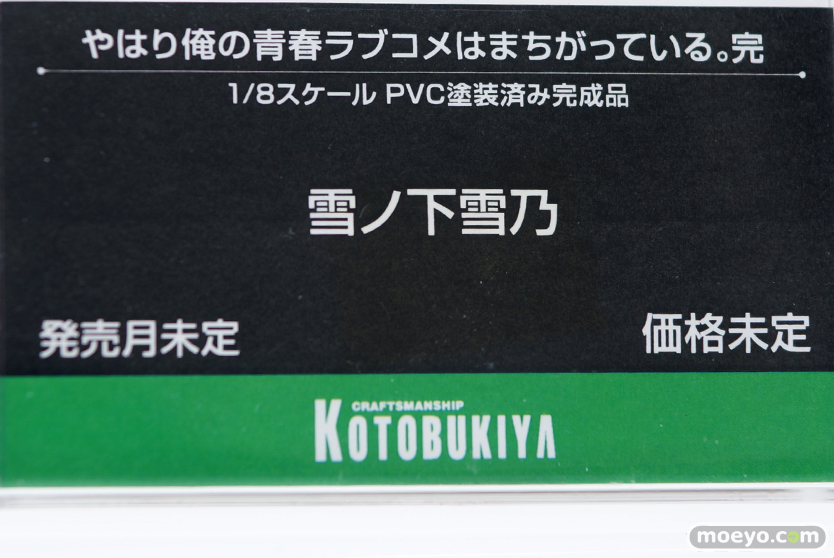 やはり俺の青春ラブコメはまちがっている。完
1/8スケール PVC塗装済み完成品
雪ノ下雪乃
発売月未定
価格未定
CRAFTSMANSHIP
KOTOBUKIYA
moeyo.com